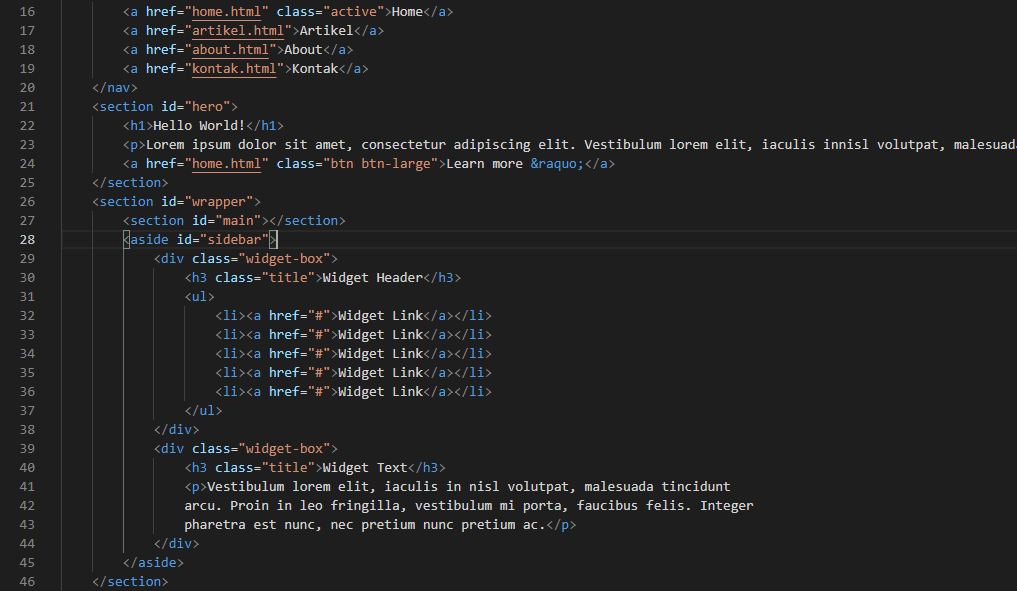 16 <a href="home.html" class="active">Home</a>
17 <a href="artikel.html">Artikel</a>
18 <a href="about.html">About</a>
19 <a href="kontak.html">Kontak</a>
20 </nav>
21 <section id="hero">
22 <h1>Hello World!</h1>
23 <p>Lorem ipsum dolor sit amet, consectetur adipiscing elit. Vestibulum lorem elit, iaculis innisl volutpat, malesuad
24 <a href="home.html" class="btn btn-large">Learn more &raquo;</a>
25 </section>
26 <section id="wrapper">
27 <section id="main"></section>
28 <aside id="sidebar">
29 <div class="widget-box">
30 <h3 class="title">Widget Header</h3>
31 <ul>
32 <li><a href="#">Widget Link</a></li>
33 <li><a href="#">Widget Link</a></li>
34 <li><a href="#">Widget Link</a></li>
35 <li><a href="#">Widget Link</a></li>
36 <li><a href="#">Widget Link</a></li>
37 </ul>
38 </div>
39 <div class="widget-box">
40 <h3 class="title">Widget Text</h3>
41 <p>Vestibulum lorem elit, iaculis in nisl volutpat, malesuada tincidunt
42 arcu. Proin in leo fringilla, vestibulum mi porta, faucibus felis. Integer
43 pharetra est nunc, nec pretium nunc pretium ac.</p>
44 </div>
45 </aside>
46 </section>